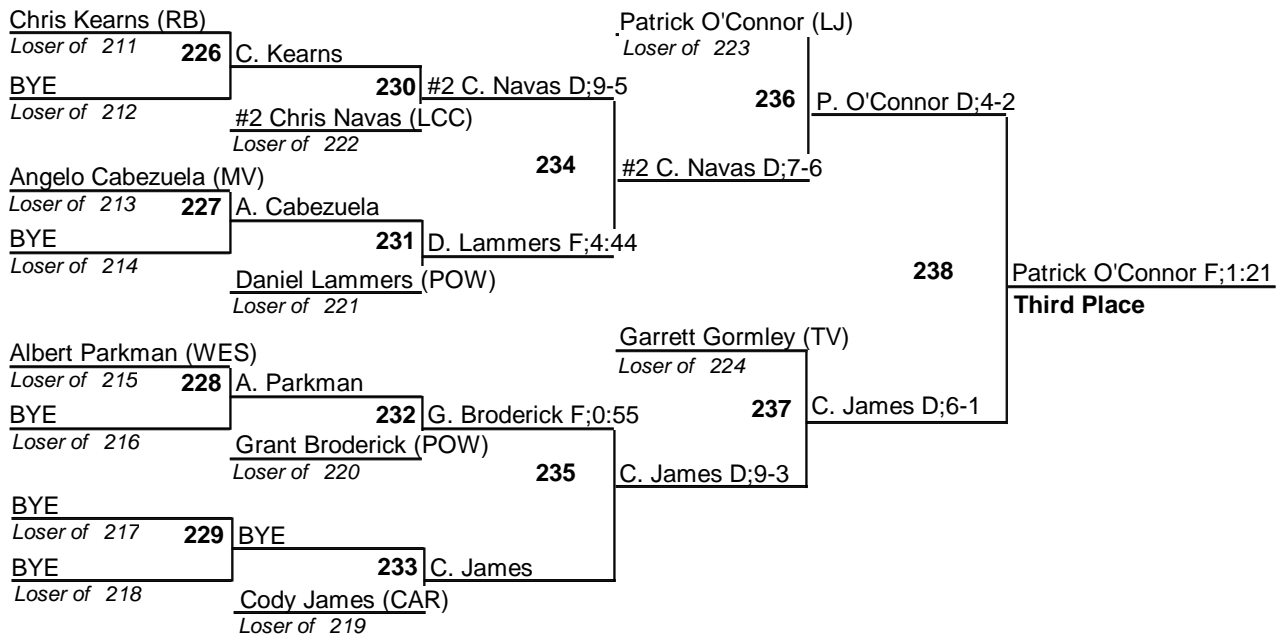 Chris Kearns (RB)
Loser of 211
226
C. Kearns
BYE
Loser of 212
230
#2 C. Navas D;9-5
#2 Chris Navas (LCC)
Loser of 222
Angelo Cabezuela (MV)
Loser of 213
227
A. Cabezuela
BYE
Loser of 214
231
D. Lammers F;4:44
Daniel Lammers (POW)
Loser of 221
234
#2 C. Navas D;7-6
Patrick O'Connor (LJ)
Loser of 223
236
P. O'Connor D;4-2
Albert Parkman (WES)
Loser of 215
228
A. Parkman
BYE
Loser of 216
232
G. Broderick F;0:55
Grant Broderick (POW)
Loser of 220
BYE
Loser of 217
229
BYE
BYE
Loser of 218
233
C. James
Cody James (CAR)
Loser of 219
235
C. James D;9-3
Garrett Gormley (TV)
Loser of 224
237
C. James D;6-1
238
Patrick O'Connor F;1:21
Third Place